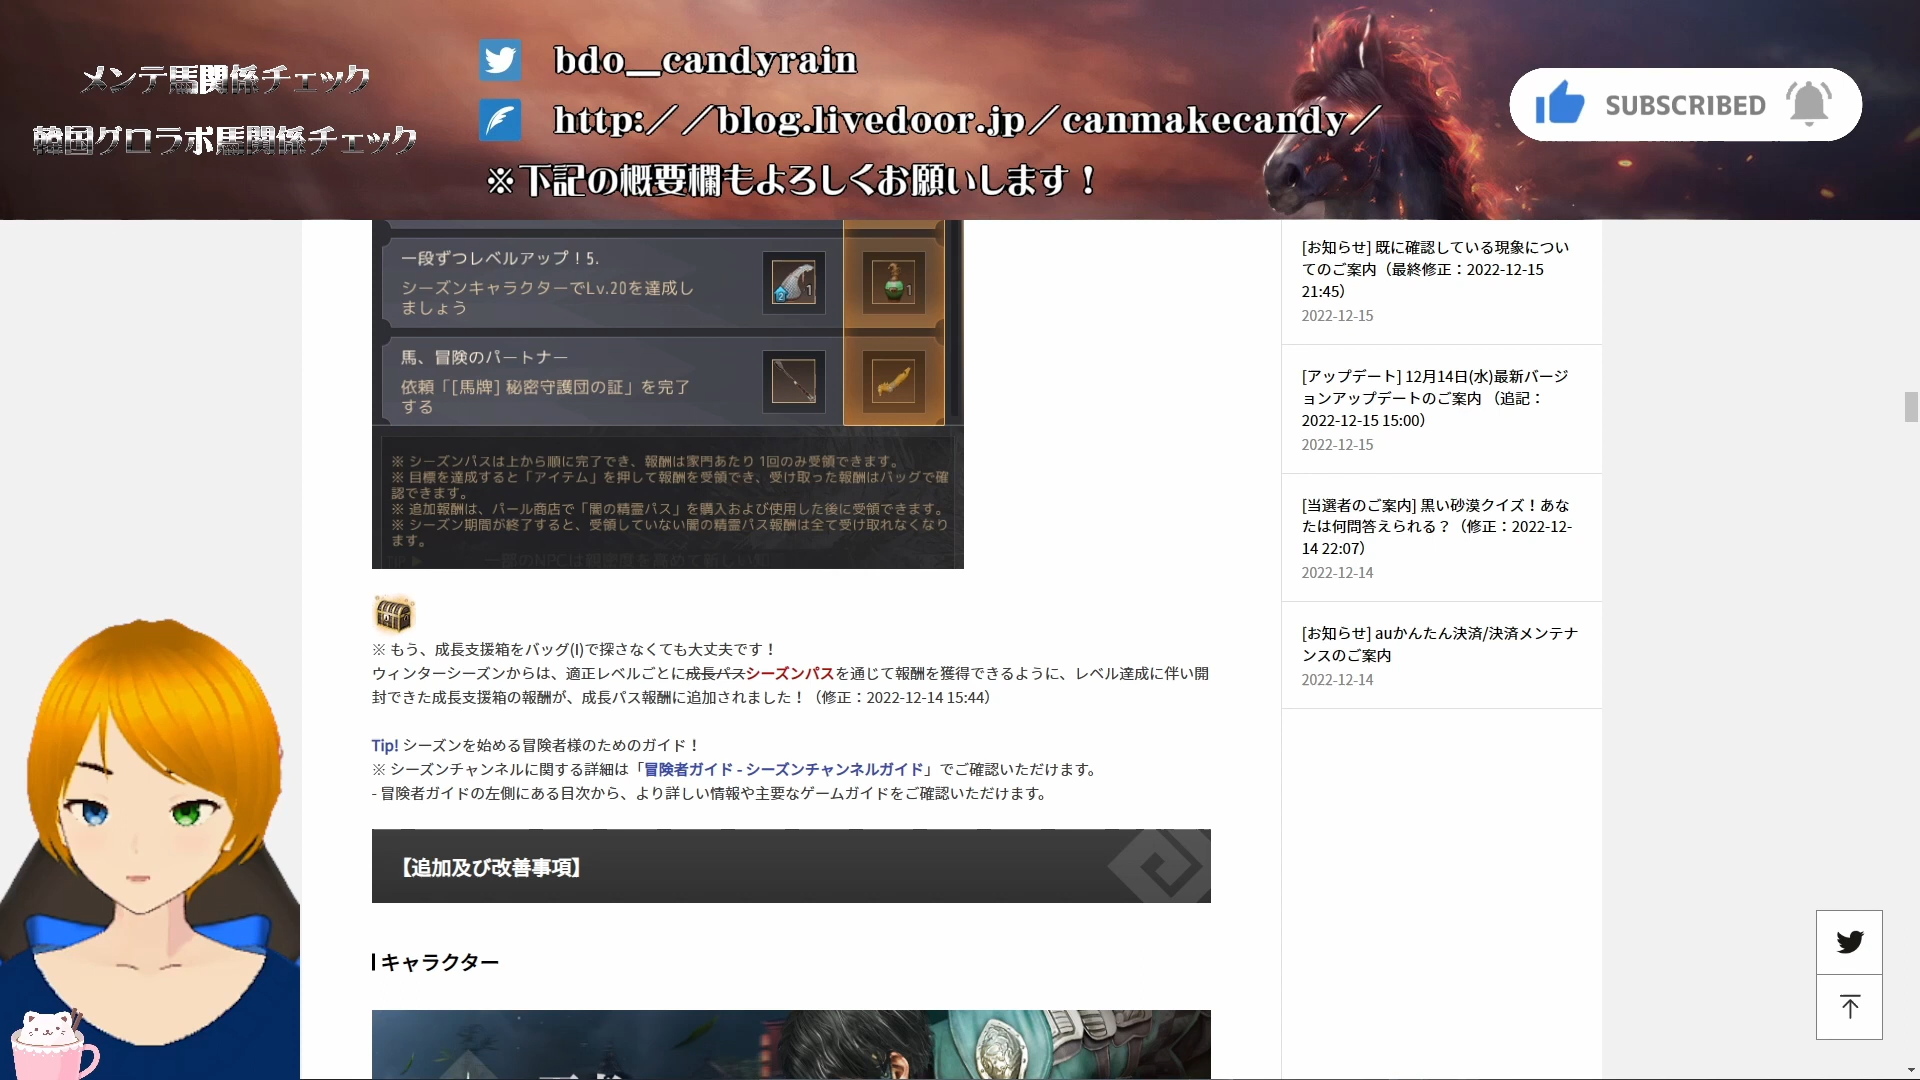 メンテ馬関係チェック
韓国グロラボ馬関係チェック
bdo__candyrain
http://blog.livedoor.jp/canmakecandy/
※下記の概要欄もよろしくお願いします！
SUBSCRIBED
一段ずつレベルアップ！5.
シーズンキャラクターでLv.20を達成し
ましょう
2
1
1
馬、冒険のパートナー
依頼「[馬牌] 秘密守護団の証」を完了
する
※ シーズンパスは上から順に完了でき、報酬は家門あたり 1回のみ受領できます。
※ 目標を達成すると「アイテム」を押して報酬を受領でき、受け取った報酬はバッグで確
認できます。
※ 追加報酬は、パール商店で「闇の精霊パス」を購入および使用した後に受領できます。
※ シーズン期間が終了すると、受領していない闇の精霊パス報酬は全て受け取れなくなり
ます。
TIP ▶ 一部のNPCは親密度を高めて新しい知
※ もう、成長支援箱をバッグ(I)で探さなくても大丈夫です！
ウィンターシーズンからは、適正レベルごとに成長パスシーズンパスを通じて報酬を獲得できるように、レベル達成に伴い開
封できた成長支援箱の報酬が、成長パス報酬に追加されました！（修正：2022-12-14 15:44）
Tip! シーズンを始める冒険者様のためのガイド！
※ シーズンチャンネルに関する詳細は「冒険者ガイド - シーズンチャンネルガイド」でご確認いただけます。
- 冒険者ガイドの左側にある目次から、より詳しい情報や主要なゲームガイドをご確認いただけます。
【追加及び改善事項】
キャラクター
[お知らせ] 既に確認している現象につい
てのご案内（最終修正：2022-12-15
21:45）
2022-12-15
[アップデート] 12月14日(水)最新バージ
ョンアップデートのご案内 （追記：
2022-12-15 15:00）
2022-12-15
[当選者のご案内] 黒い砂漠クイズ！あな
たは何問答えられる？（修正：2022-12-
14 22:07）
2022-12-14
[お知らせ] auかんたん決済/決済メンテナ
ンスのご案内
2022-12-14